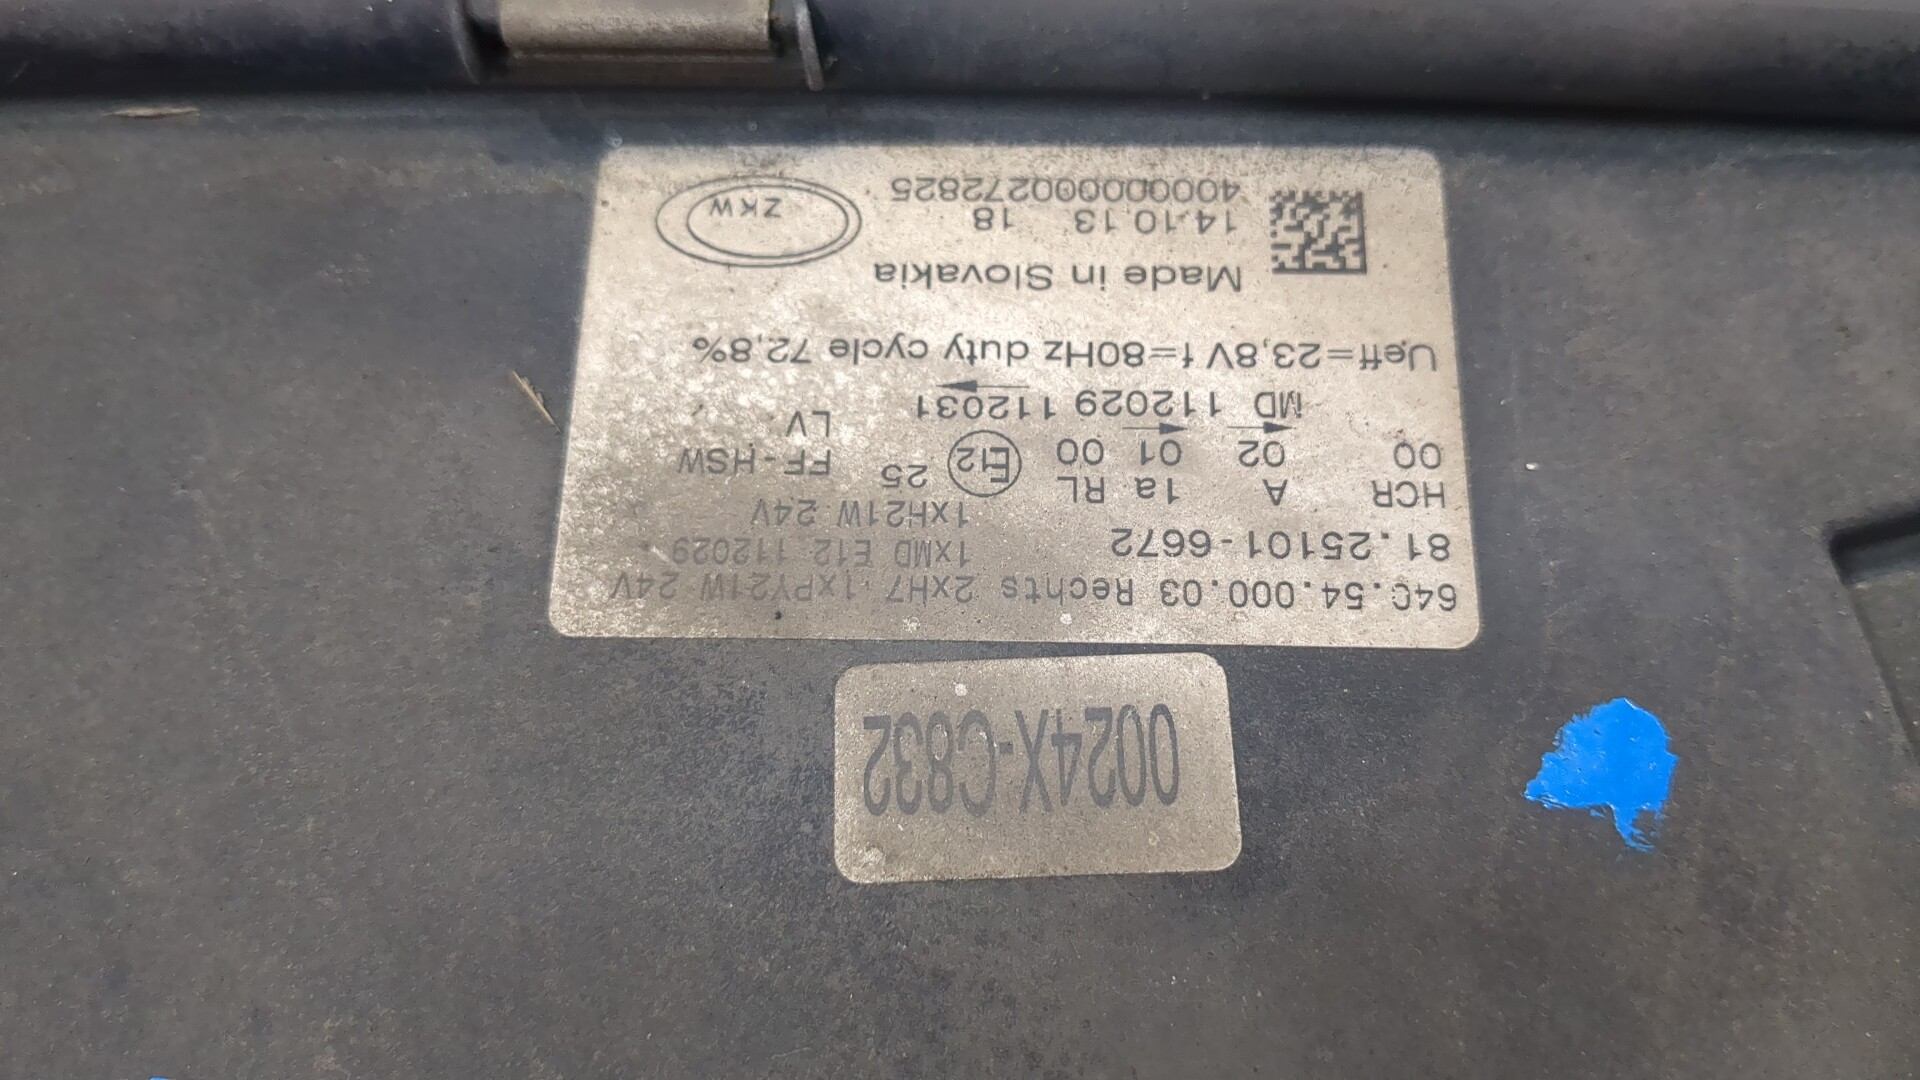 0024X-C832
640.54.000.03 Rechts 2xH7 1xPY21W 24V
81.25101-6672 1xMD E12 112029
1xH21W 24V
HCR A 1a RL E12 25 FF-HSW
00 02 01 00 LV
MD 112029 112031
Ueff=23,8V f=80Hz duty cycle 72,8%
Made in Slovakia
14.10.13 18
4000000000272825
ZKW